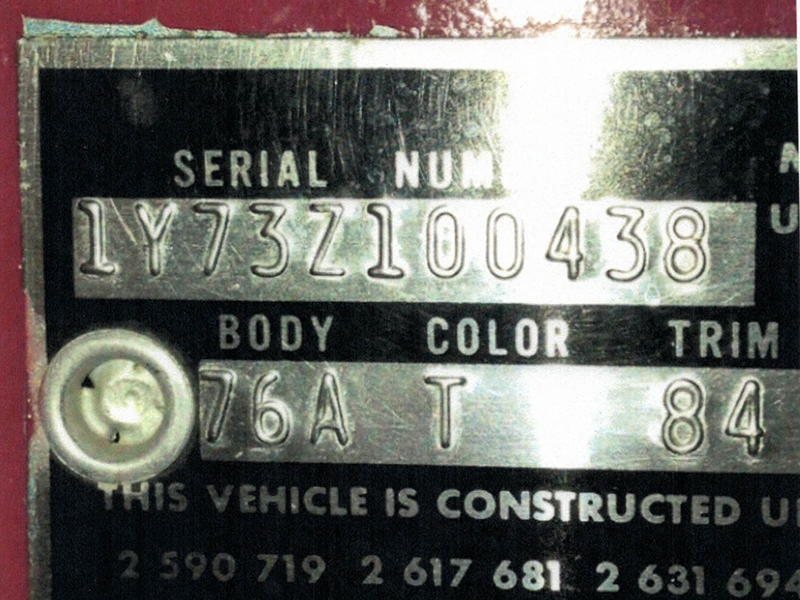 SERIAL NUM
1Y73Z100438
BODY COLOR TRIM
76A T 84
THIS VEHICLE IS CONSTRUCTED U
2 590 719 2 617 681 2 631 694